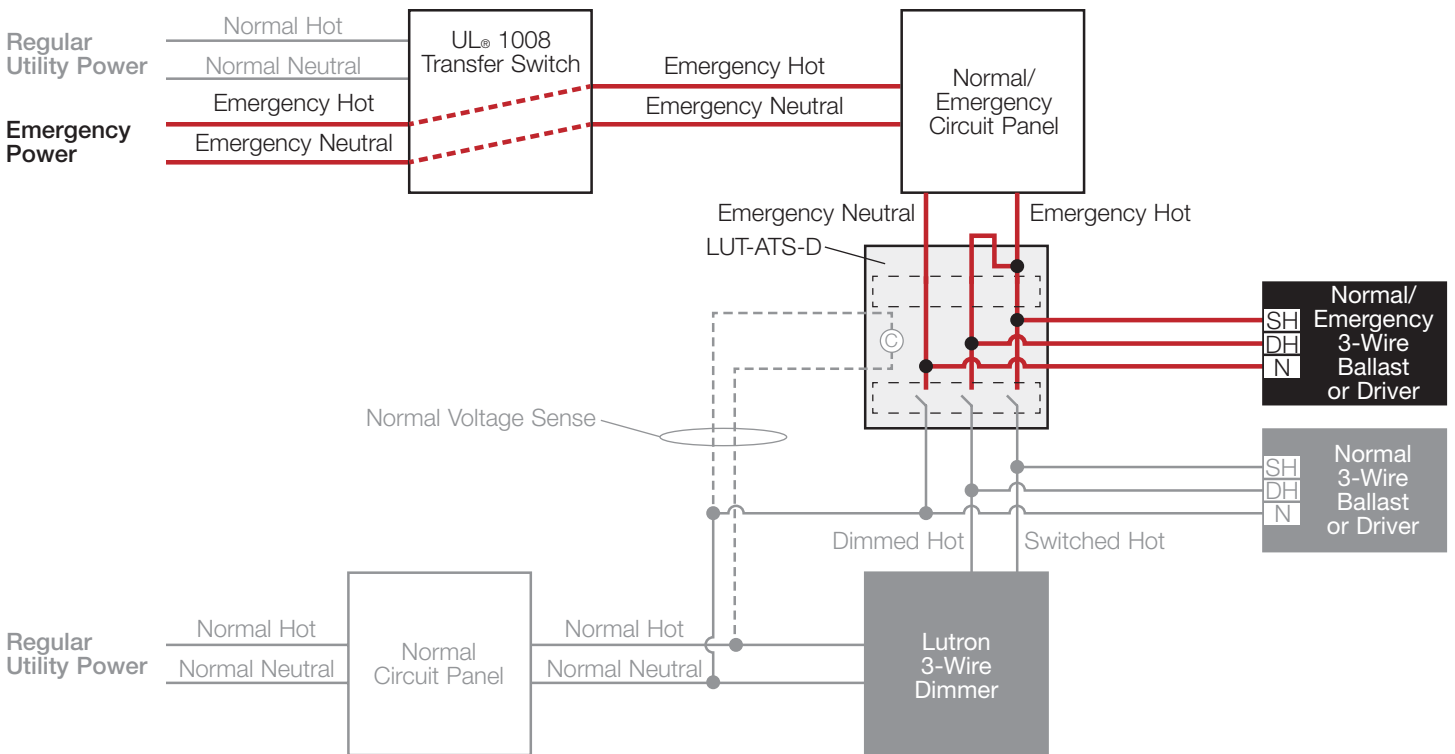 Regular
Utility Power
Normal Hot
Normal Neutral
Emergency Hot
Emergency
Power
Emergency Neutral
UL® 1008
Transfer Switch
Emergency Hot
Emergency Neutral
Normal/
Emergency
Circuit Panel
Emergency Neutral
Emergency Hot
LUT-ATS-D
C
Normal/
Emergency
3-Wire
Ballast
or Driver
SH
DH
N
Normal Voltage Sense
Normal
3-Wire
Ballast
or Driver
SH
DH
N
Dimmed Hot
Switched Hot
Regular
Utility Power
Normal Hot
Normal Neutral
Normal
Circuit Panel
Normal Hot
Normal Neutral
Lutron
3-Wire
Dimmer